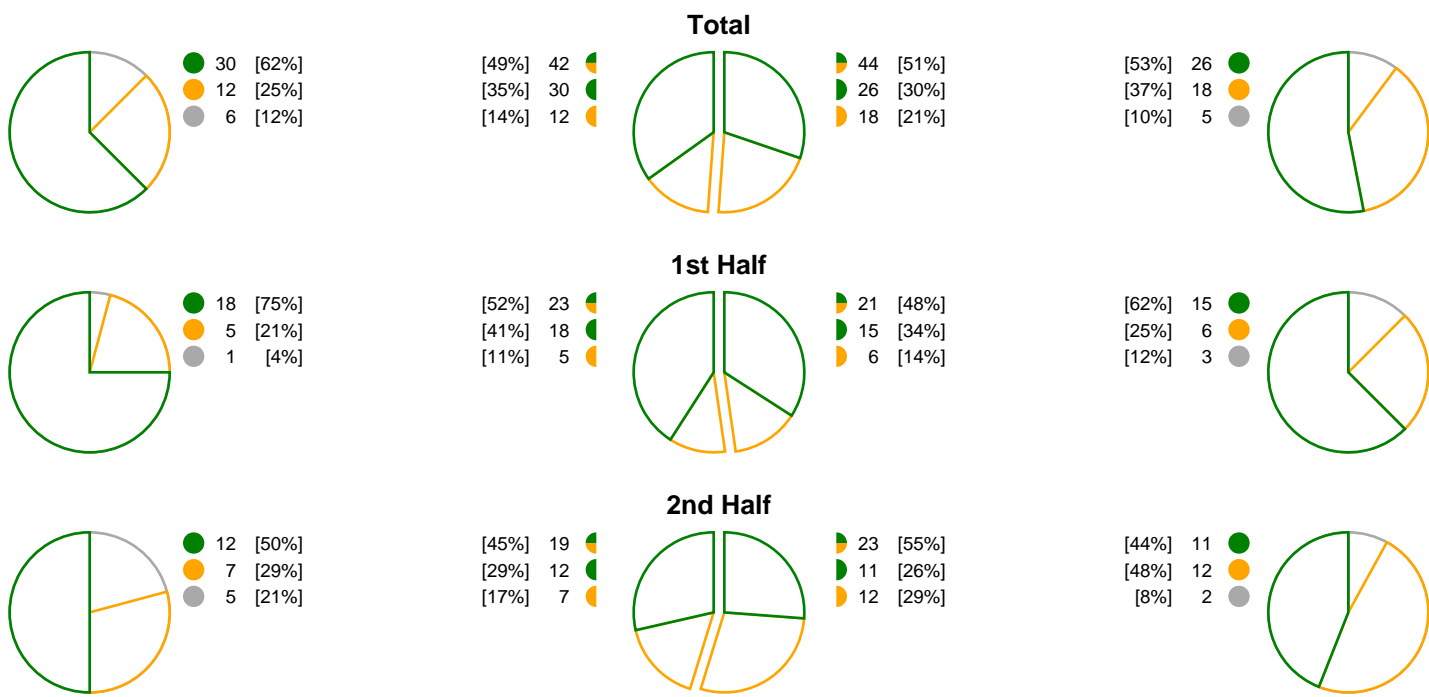 Total
30 [62%] [49%] 42 44 [51%] [53%] 26
12 [25%] [35%] 30 26 [30%] [37%] 18
6 [12%] [14%] 12 18 [21%] [10%] 5
1st Half
18 [75%] [52%] 23 21 [48%] [62%] 15
5 [21%] [41%] 18 15 [34%] [25%] 6
1 [4%] [11%] 5 6 [14%] [12%] 3
2nd Half
12 [50%] [45%] 19 23 [55%] [44%] 11
7 [29%] [29%] 12 11 [26%] [48%] 12
5 [21%] [17%] 7 12 [29%] [8%] 2